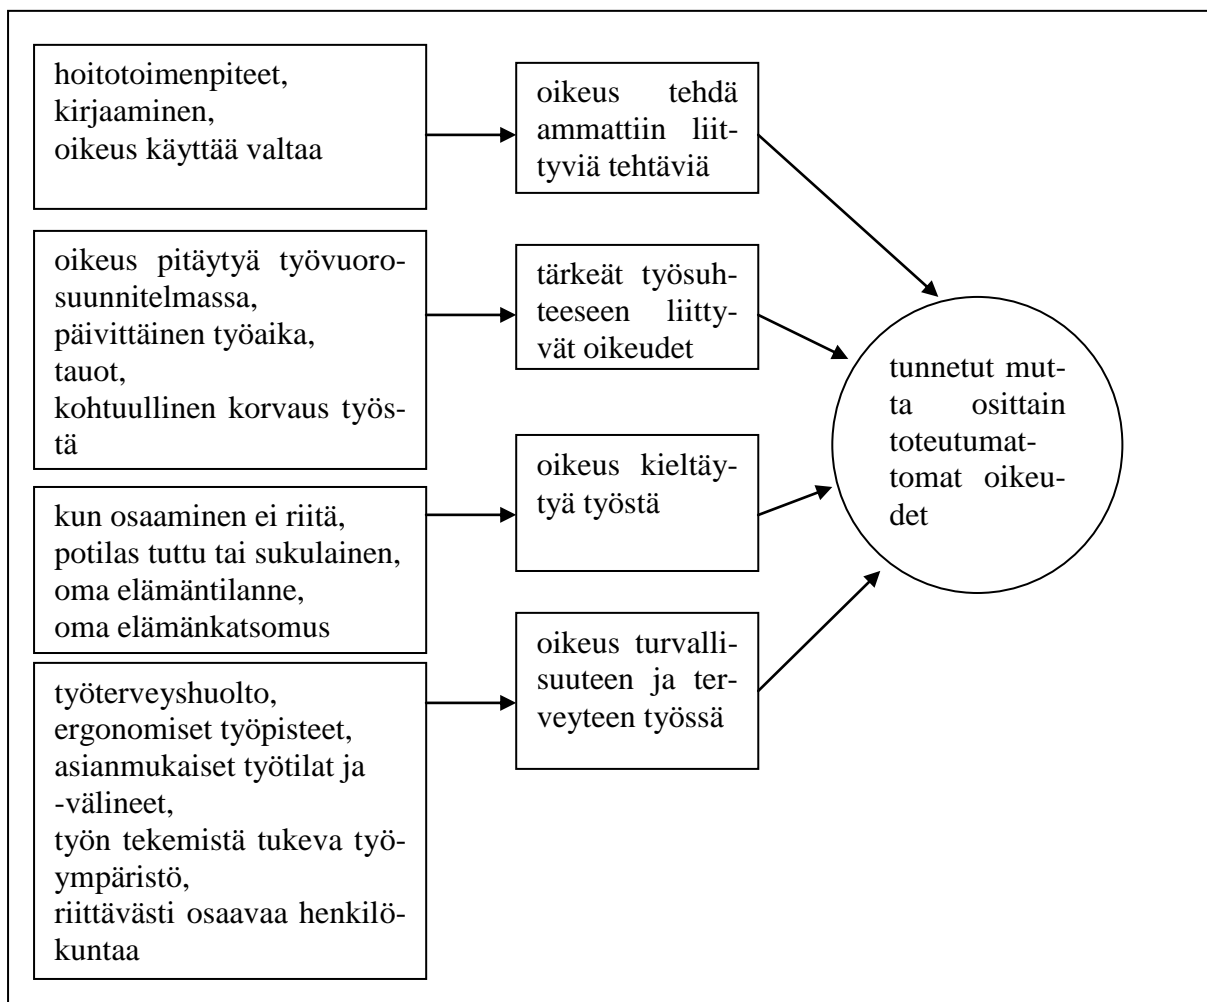 hoitotoimenpiteet,
kirjaaminen,
oikeus käyttää valtaa
oikeus tehdä
ammattiin liit-
tyviä tehtäviä
oikeus pitäytyä työvuoro-
suunnitelmassa,
päivittäinen työaika,
tauot,
kohtuullinen korvaus työs-
tä
tärkeät työsuh-
teeseen liitty-
vät oikeudet
kun osaaminen ei riitä,
potilas tuttu tai sukulainen,
oma elämäntilanne,
oma elämänkatsomus
oikeus kieltäy-
tyä työstä
työterveyshuolto,
ergonomiset työpisteet,
asianmukaiset työtilat ja
-välineet,
työn tekemistä tukeva työ-
ympäristö,
riittävästi osaavaa henkilö-
kuntaa
oikeus turvalli-
suuteen ja ter-
veyteen työssä
tunnetut mut-
ta osittain
toteutumat-
tomat oikeu-
det